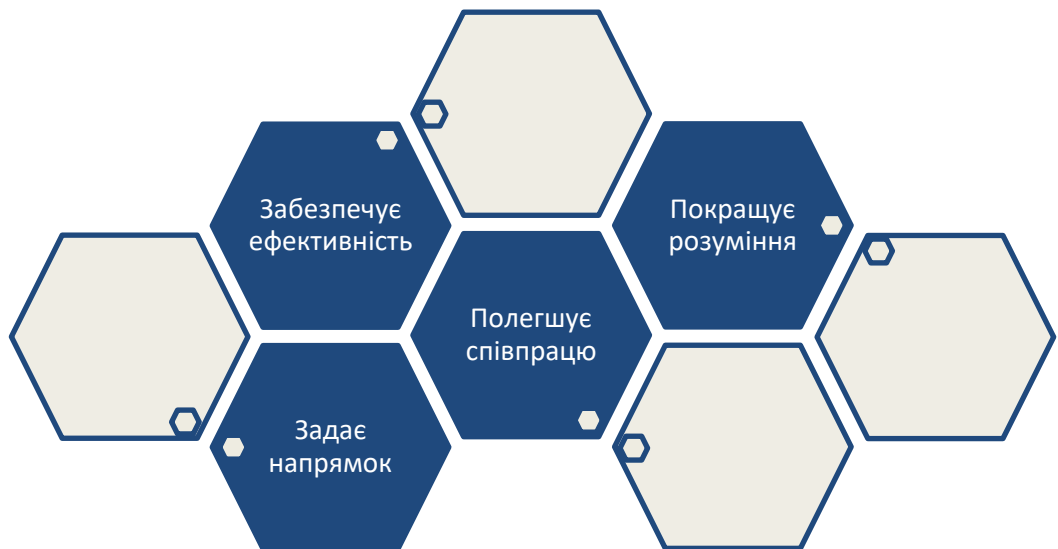 Забезпечує
ефективність
Покращує
розуміння
Полегшує
співпрацю
Задає
напрямок